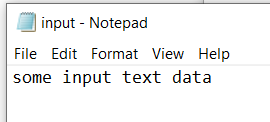 input - Notepad
File Edit Format View Help
some input text data